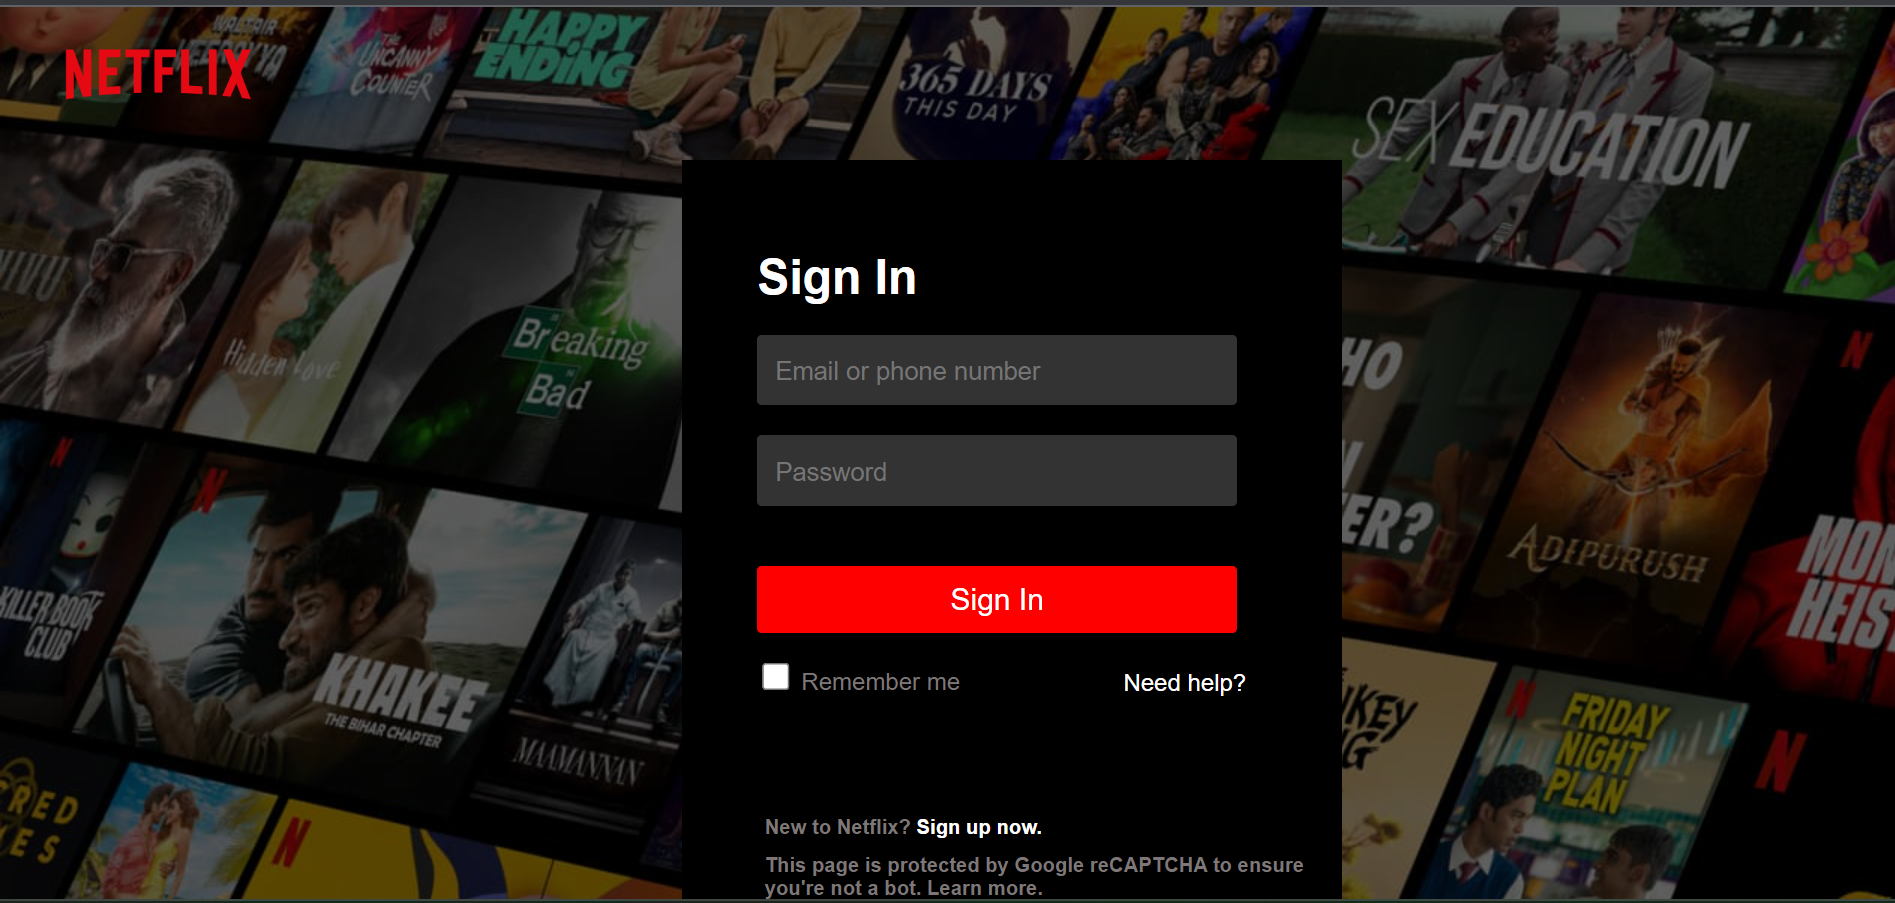 NETFLIX
The
UNCANNY
COUNTER
HAPPY
ENDING
365 DAYS
THIS DAY
SEX EDUCATION
Hidden Love
Breaking
Bad
Sign In
Email or phone number
Password
Sign In
Remember me
Need help?
New to Netflix? Sign up now.
This page is protected by Google reCAPTCHA to ensure
you're not a bot. Learn more.
ER?
ADIPURUSH
MON
HEIS
N
N
N
KILLER BOOK
CLUB
KHAKEE
THE BIHAR CHAPTER
MAAMANNAN
N
FRIDAY
NIGHT
PLAN
N
N